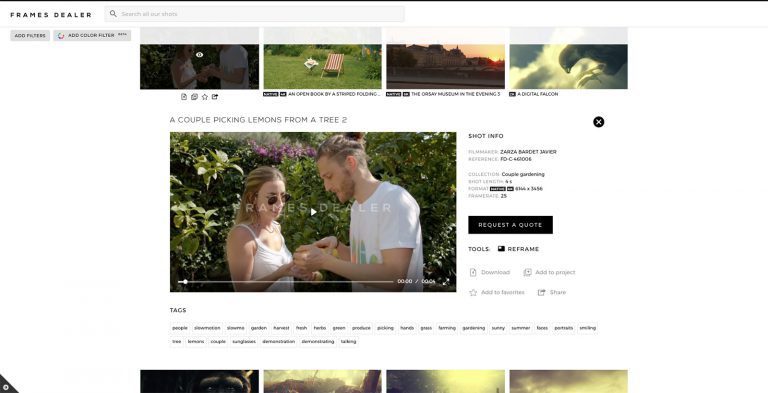 FRAMES DEALER
Search all our shots
ADD FILTERS
ADD COLOR FILTER BETA
NATIVE 4K AN OPEN BOOK BY A STRIPED FOLDING ...
NATIVE 5K THE ORSAY MUSEUM IN THE EVENING 3
2K A DIGITAL FALCON
A COUPLE PICKING LEMONS FROM A TREE 2
FRAMES DEALER
00:00 / 00:04
SHOT INFO
FILMMAKER: ZARZA BARDET JAVIER
REFERENCE: FD-C-461006
COLLECTION: Couple gardening
SHOT LENGTH: 4 s
FORMAT: NATIVE 6K 6144 x 3456
FRAMERATE: 25
REQUEST A QUOTE
TOOLS: REFRAME
Download
Add to project
Add to favorites
Share
TAGS
people slowmotion slowmo garden harvest fresh herbs green produce picking hands grass farming gardening sunny summer faces portraits smiling
tree lemons couple sunglasses demonstration demonstrating talking